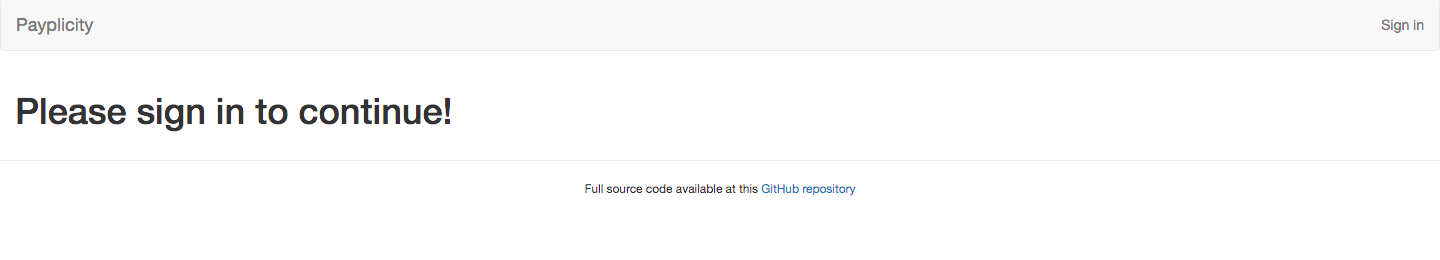 Payplicity
Sign in
Please sign in to continue!
Full source code available at this GitHub repository